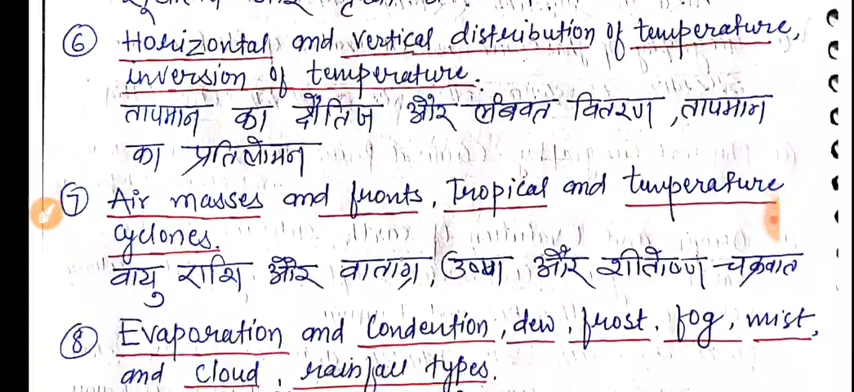 ⑥ Horizontal and vertical distribution of temperature,
inversion of temperature.
तापमान का क्षैतिज और लंबवत वितरण, तापमान
का प्रतिलोमन
⑦ Air masses and fronts, Tropical and temperature
cyclones.
वायु राशि और वाताग्र, उष्ण और शीतोष्ण चक्रवात
⑧ Evaporation and Condention, dew, frost, fog, mist,
and cloud, rainfall types.